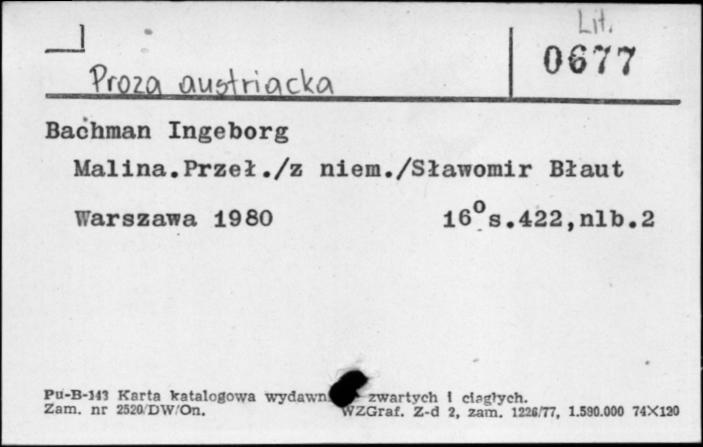 Lit.
0677
Proza austriacka
Bachman Ingeborg
Malina.Przeł./z niem./Sławomir Błaut
Warszawa 1980 16° s.422,nlb.2
Pu-B-143 Karta katalogowa zwartych i ciągłych.
Zam. nr 2520/DW/On. WZGraf. Z-d 2, zam. 1226/77, 1.590.000 74X120